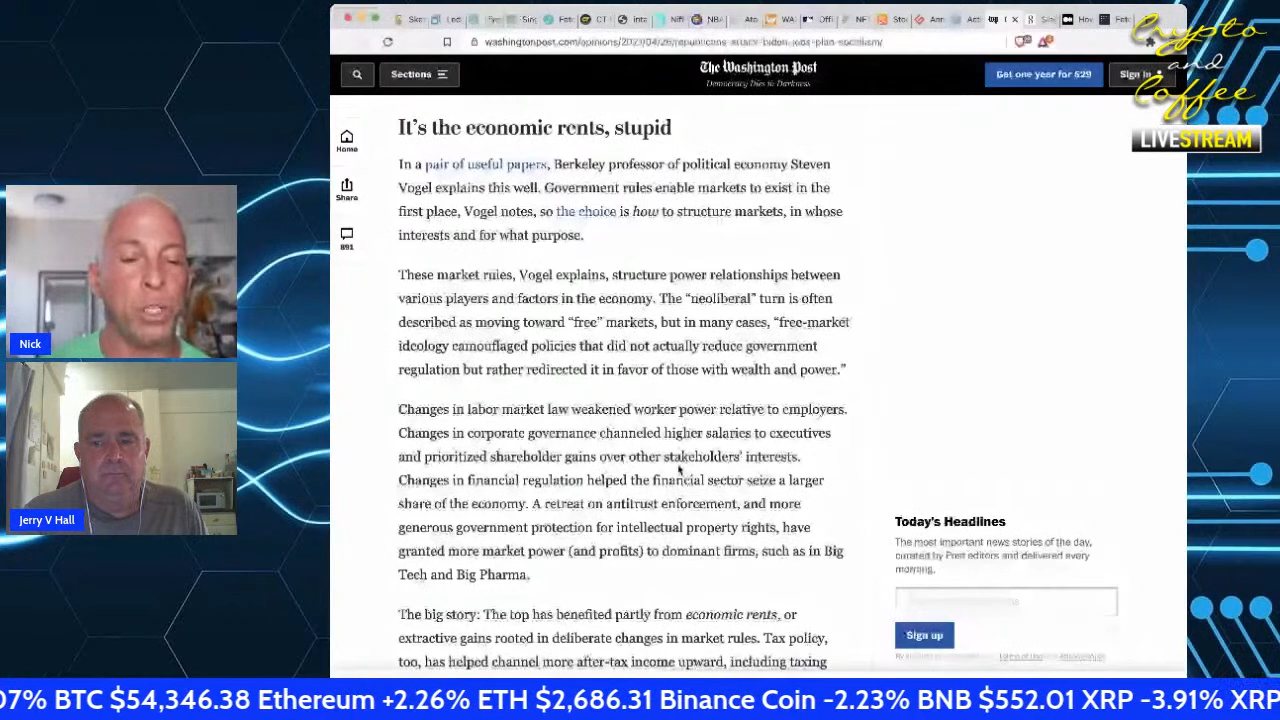 washingtonpost.com/opinions/2021/04/26/republicans-attack-biden-jobs-plan-socialism/
Sections
The Washington Post
Democracy Dies in Darkness
Get one year for $29
Sign in
Crypto
and
Coffee
LIVESTREAM
Home
Share
891
It's the economic rents, stupid
In a pair of useful papers, Berkeley professor of political economy Steven
Vogel explains this well. Government rules enable markets to exist in the
first place, Vogel notes, so the choice is how to structure markets, in whose
interests and for what purpose.
These market rules, Vogel explains, structure power relationships between
various players and factors in the economy. The “neoliberal” turn is often
described as moving toward “free” markets, but in many cases, “free-market
ideology camouflaged policies that did not actually reduce government
regulation but rather redirected it in favor of those with wealth and power.”
Changes in labor market law weakened worker power relative to employers.
Changes in corporate governance channeled higher salaries to executives
and prioritized shareholder gains over other stakeholders' interests.
Changes in financial regulation helped the financial sector seize a larger
share of the economy. A retreat on antitrust enforcement, and more
generous government protection for intellectual property rights, have
granted more market power (and profits) to dominant firms, such as in Big
Tech and Big Pharma.
The big story: The top has benefited partly from economic rents, or
extractive gains rooted in deliberate changes in market rules. Tax policy,
too, has helped channel more after-tax income upward, including taxing
Today's Headlines
The most important news stories of the day,
curated by Post editors and delivered every
morning.
Sign up
Nick
Jerry V Hall
07% BTC $54,346.38 Ethereum +2.26% ETH $2,686.31 Binance Coin -2.23% BNB $552.01 XRP -3.91% XRP